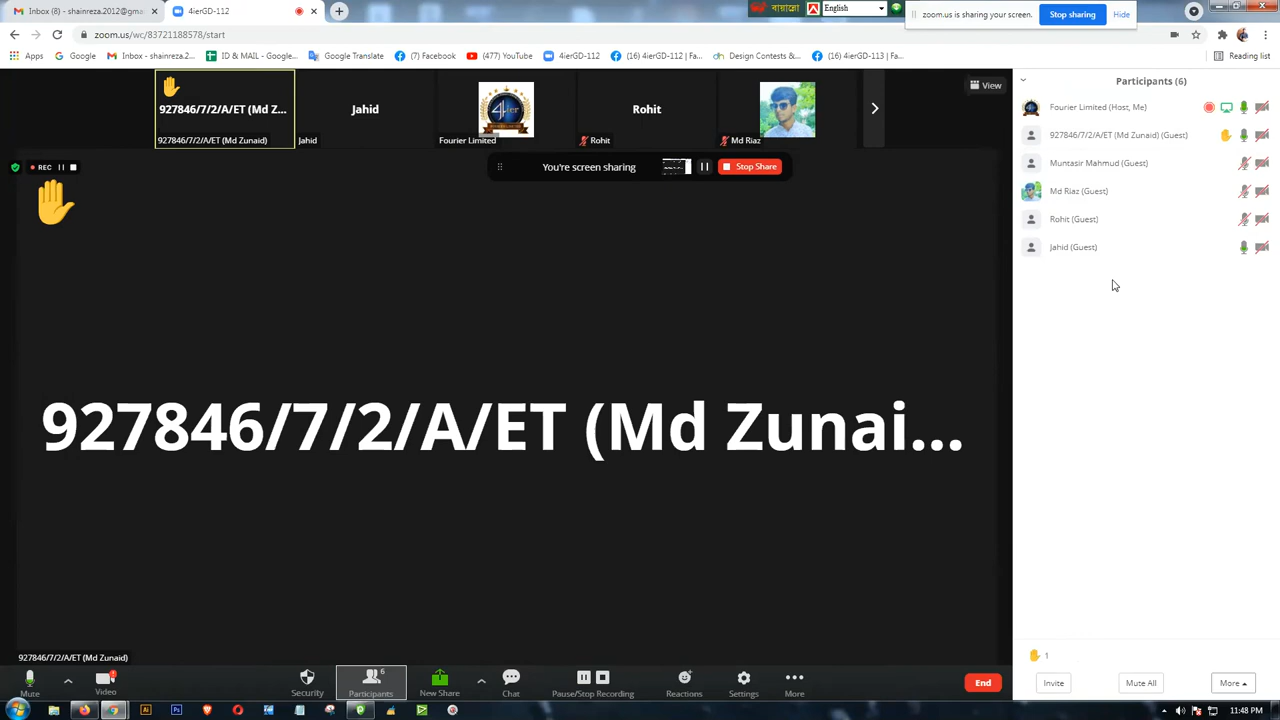 Inbox (8) - shainreza.2012@gma
4ierGD-112
বায়ান্নো
English
zoom.us is sharing your screen.
Stop sharing
Hide
zoom.us/wc/83721188578/start
Apps
Google
Inbox - shainreza.2...
ID & MAIL - Googl...
Google Translate
(7) Facebook
(477) YouTube
4ierGD-112
(16) 4ierGD-112 | Fa...
Design Contests &...
(16) 4ierGD-113 | Fa...
Reading list
927846/7/2/A/ET (Md Z...
927846/7/2/A/ET (Md Zunaid)
Jahid
Jahid
4ier
Fourier Limited
Rohit
Rohit
Md Riaz
View
REC
You're screen sharing
Stop Share
927846/7/2/A/ET (Md Zunai...
927846/7/2/A/ET (Md Zunaid)
Participants (6)
Fourier Limited (Host, Me)
927846/7/2/A/ET (Md Zunaid) (Guest)
Muntasir Mahmud (Guest)
Md Riaz (Guest)
Rohit (Guest)
Jahid (Guest)
1
Invite
Mute All
More
Mute
Video
Security
6
Participants
New Share
Chat
Pause/Stop Recording
Reactions
Settings
More
End
11:48 PM